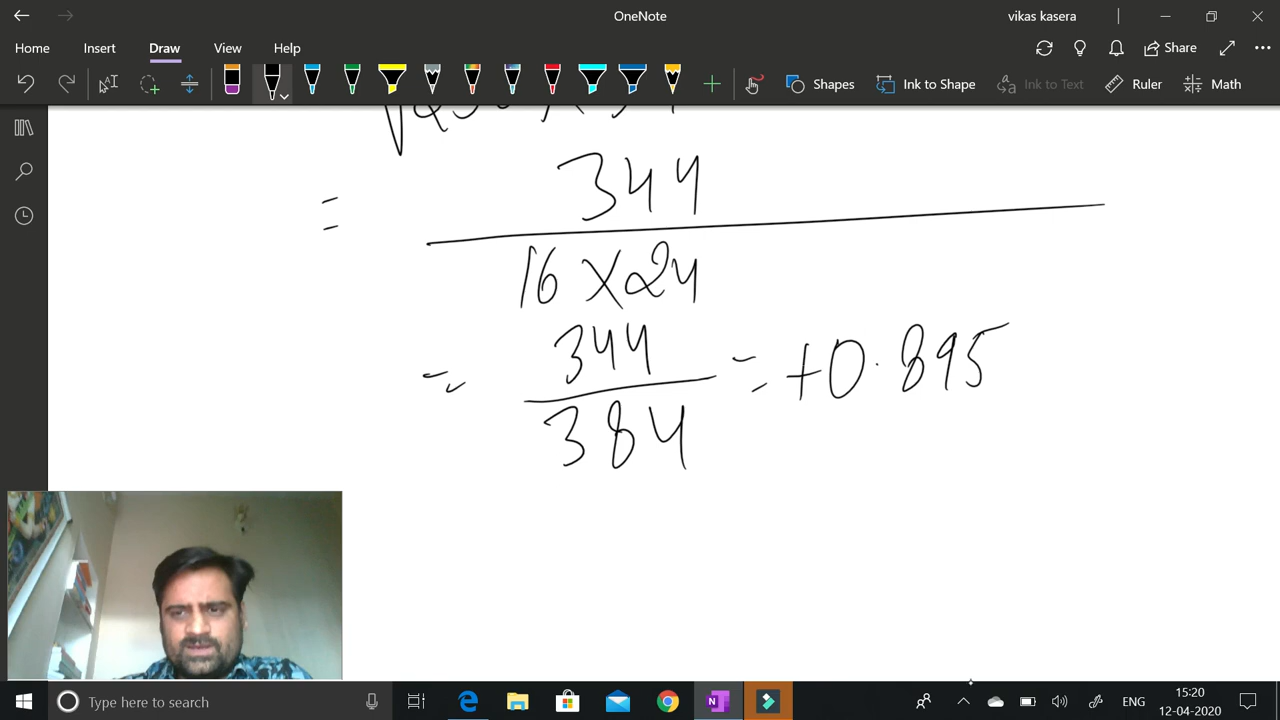 OneNote
vikas kasera
Home Insert Draw View Help
Share
Shapes Ink to Shape Ink to Text Ruler Math
344
=
16 X 24
= 344 = +0.895
384
Type here to search
ENG
15:20
12-04-2020